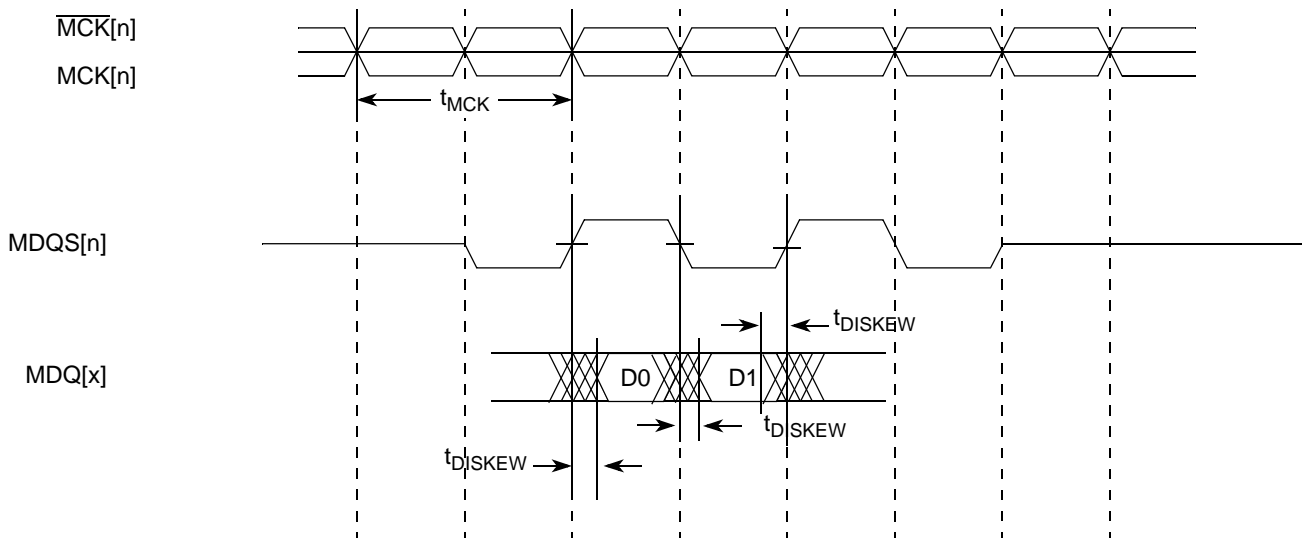 MCK[n]
MCK[n]
tMCK
MDQS[n]
tDISKEW
MDQ[x]
D0
D1
tDISKEW
tDISKEW